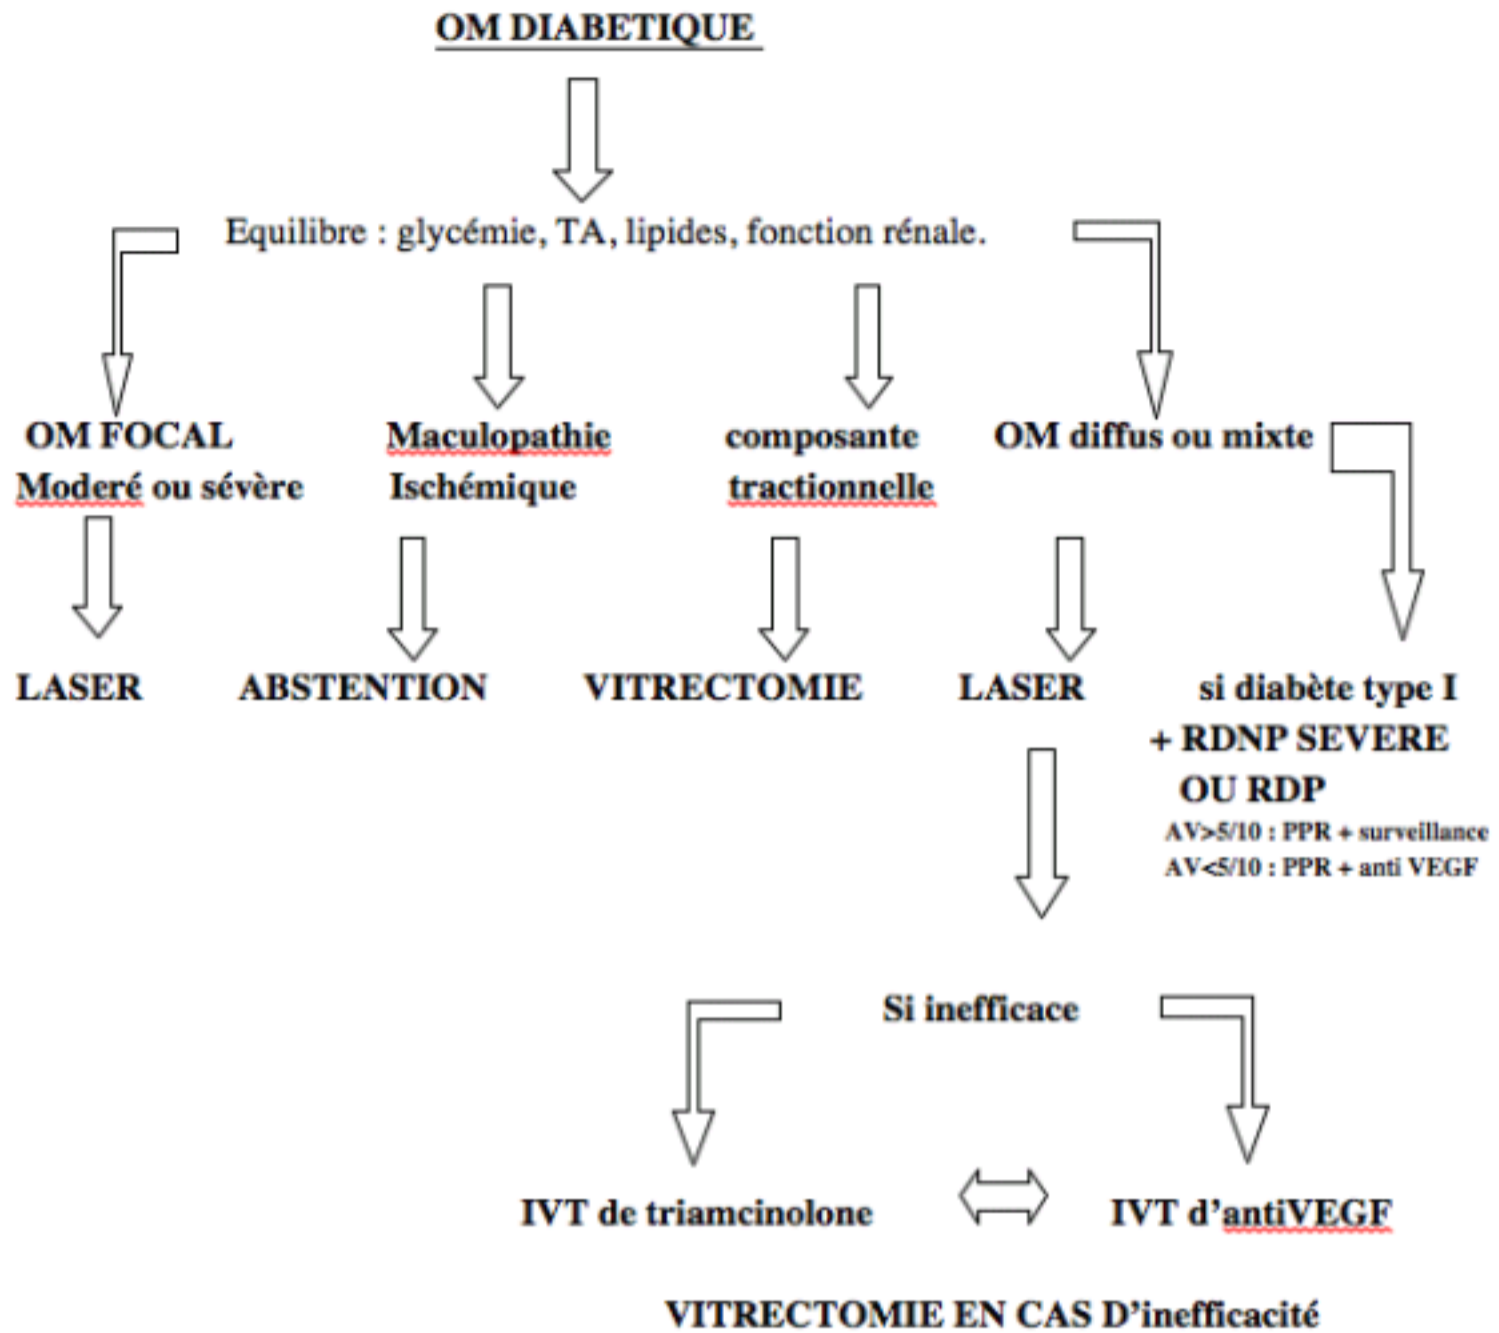 OM DIABETIQUE
Equilibre : glycémie, TA, lipides, fonction rénale.
OM FOCAL
Moderé ou sévère
Maculopathie
Ischémique
composante
tractionnelle
OM diffus ou mixte
LASER
ABSTENTION
VITRECTOMIE
LASER
si diabète type I
+ RDNP SEVERE
OU RDP
AV>5/10 : PPR + surveillance
AV<5/10 : PPR + anti VEGF
Si inefficace
IVT de triamcinolone
IVT d'antiVEGF
VITRECTOMIE EN CAS D'inefficacité